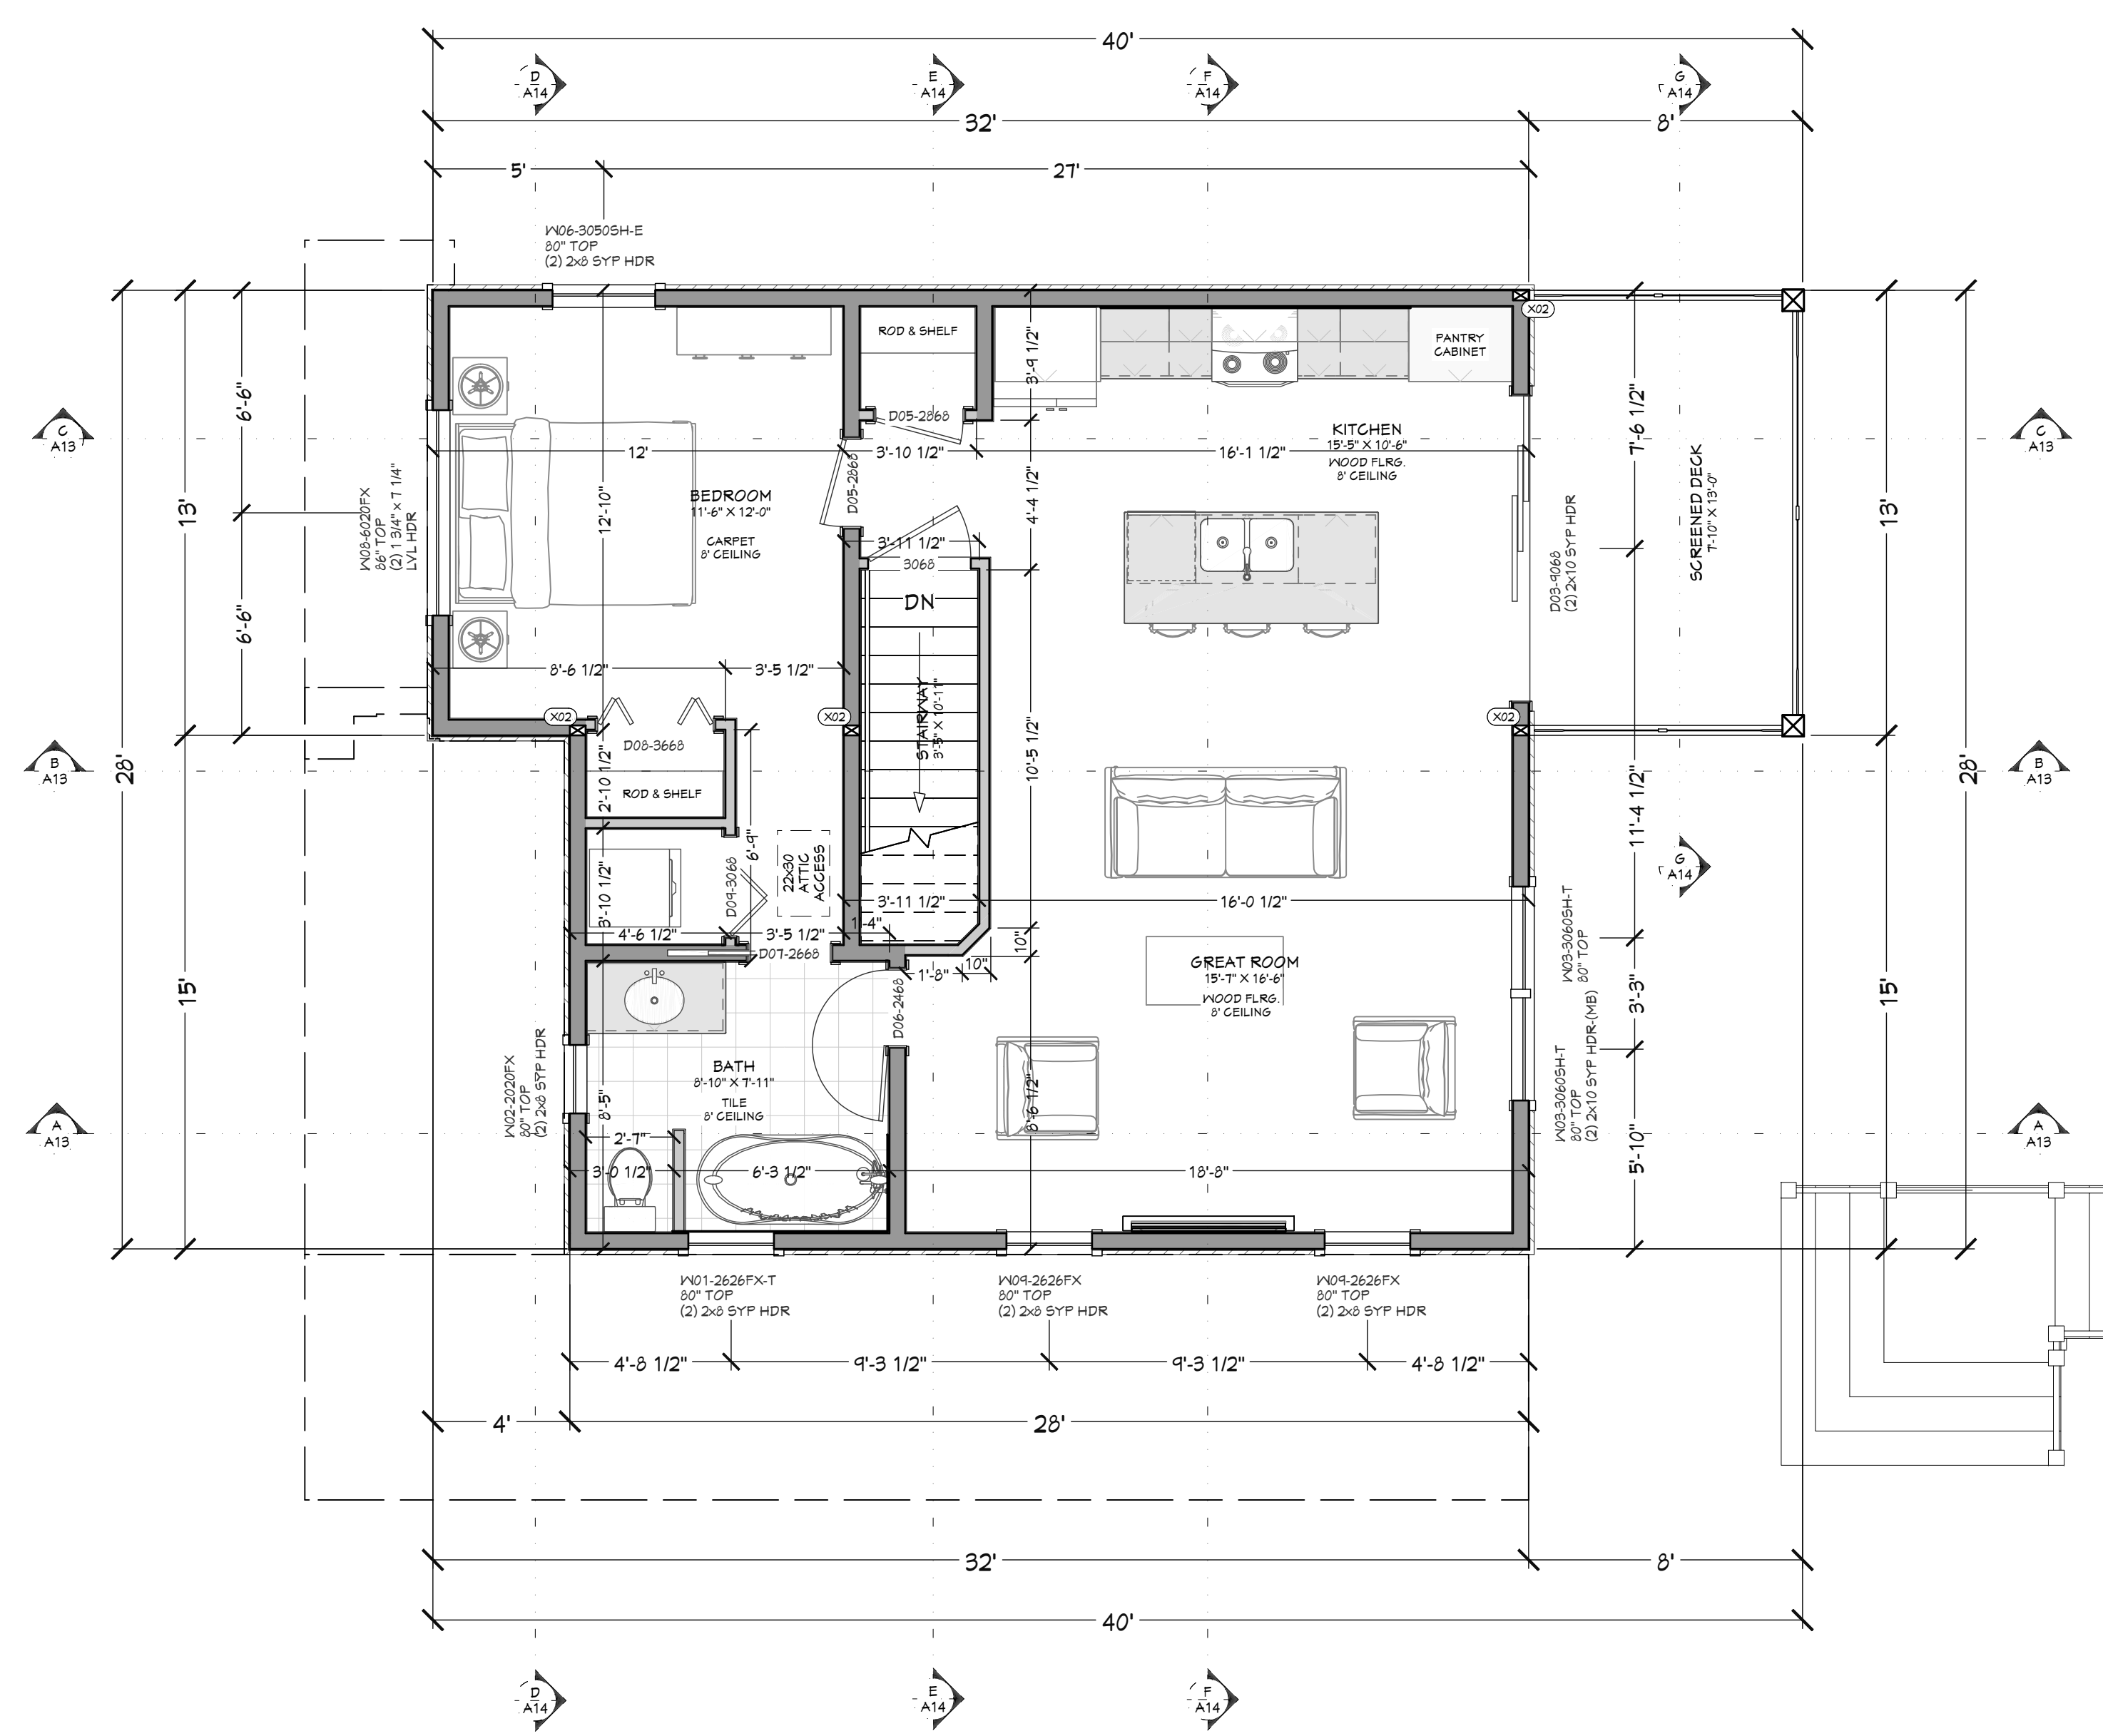 40'
D
A14
E
A14
F
A14
G
A14
32'
8'
5'
27'
W06-3050SH-E
80" TOP
(2) 2x8 SYP HDR
X02
ROD & SHELF
3'-9 1/2"
PANTRY
CABINET
6'-6"
7'-6 1/2"
C
A13
C
A13
D05-2868
KITCHEN
15'-5" X 10'-6"
WOOD FLRG.
8' CEILING
12'
3'-10 1/2"
16'-1 1/2"
D05-2868
4'-4 1/2"
BEDROOM
11'-6" X 12'-0"
CARPET
8' CEILING
12'-10"
W08-6020FX
86" TOP
(2) 1 3/4" x 7 1/4"
LVL HDR
13'
13'
SCREENED DECK
7'-10" X 13'-0"
D03-9068
(2) 2x10 SYP HDR
3'-11 1/2"
3068
DN
6'-6"
8'-6 1/2"
3'-5 1/2"
STAIRWAY
3'-5" X 10'-11"
X02
X02
X02
D08-3668
10'-5 1/2"
28'
28'
B
A13
B
A13
2'-10 1/2"
ROD & SHELF
11'-4 1/2"
6'-9"
22x30
ATTIC
ACCESS
G
A14
D09-3068
3'-10 1/2"
3'-11 1/2"
16'-0 1/2"
1'-4"
4'-6 1/2"
3'-5 1/2"
10"
D07-2668
10"
1'-8"
GREAT ROOM
15'-7" X 16'-6"
WOOD FLRG.
8' CEILING
W03-3060SH-T
80" TOP
15'
15'
3'-3"
D06-2468
W02-2020FX
80" TOP
(2) 2x8 SYP HDR
BATH
8'-10" X 7'-11"
TILE
8' CEILING
8'-5"
8'-6 1/2"
W03-3060SH-T
80" TOP
(2) 2x10 SYP HDR-(MB)
A
A13
A
A13
2'-7"
5'-10"
3'-0 1/2"
6'-3 1/2"
18'-8"
W01-2626FX-T
80" TOP
(2) 2x8 SYP HDR
W09-2626FX
80" TOP
(2) 2x8 SYP HDR
W09-2626FX
80" TOP
(2) 2x8 SYP HDR
4'-8 1/2"
9'-3 1/2"
9'-3 1/2"
4'-8 1/2"
4'
28'
32'
8'
40'
D
A14
E
A14
F
A14